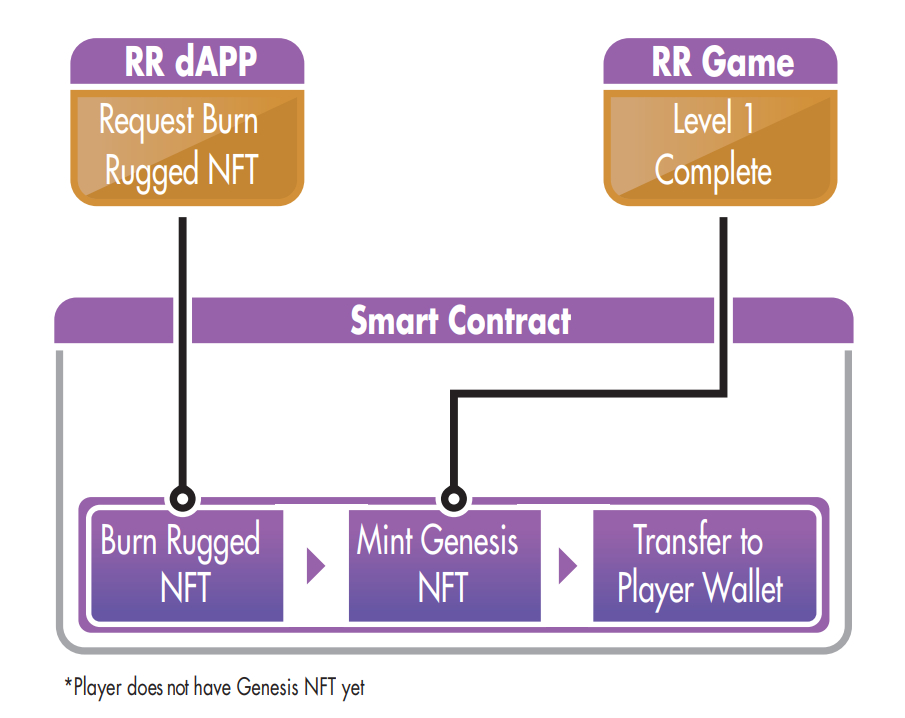 RR dAPP
Request Burn
Rugged NFT
RR Game
Level 1
Complete
Smart Contract
Burn Rugged
NFT
Mint Genesis
NFT
Transfer to
Player Wallet
*Player does not have Genesis NFT yet